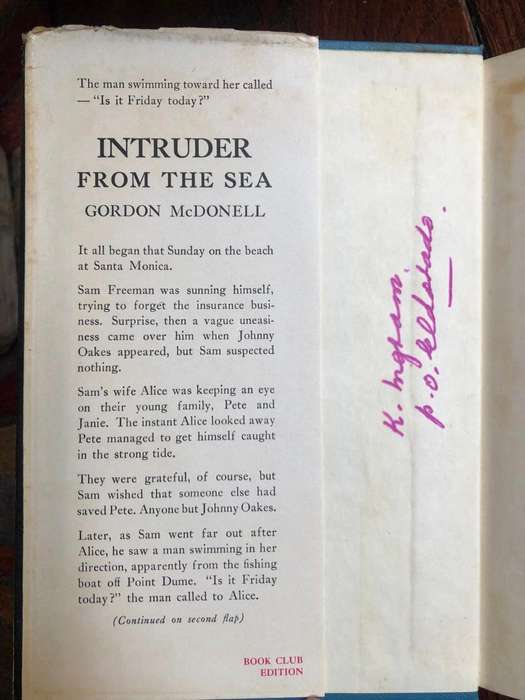 The man swimming toward her called
— "Is it Friday today?"
INTRUDER
FROM THE SEA
GORDON McDONELL
It all began that Sunday on the beach
at Santa Monica.
Sam Freeman was sunning himself,
trying to forget the insurance busi-
ness. Surprise, then a vague uneasi-
ness came over him when Johnny
Oakes appeared, but Sam suspected
nothing.
Sam's wife Alice was keeping an eye
on their young family, Pete and
Janie. The instant Alice looked away
Pete managed to get himself caught
in the strong tide.
They were grateful, of course, but
Sam wished that someone else had
saved Pete. Anyone but Johnny Oakes.
Later, as Sam went far out after
Alice, he saw a man swimming in her
direction, apparently from the fishing
boat off Point Dume. "Is it Friday
today?" the man called to Alice.
(Continued on second flap)
BOOK CLUB
EDITION
K. Ingram.
p.o. Eldorado.